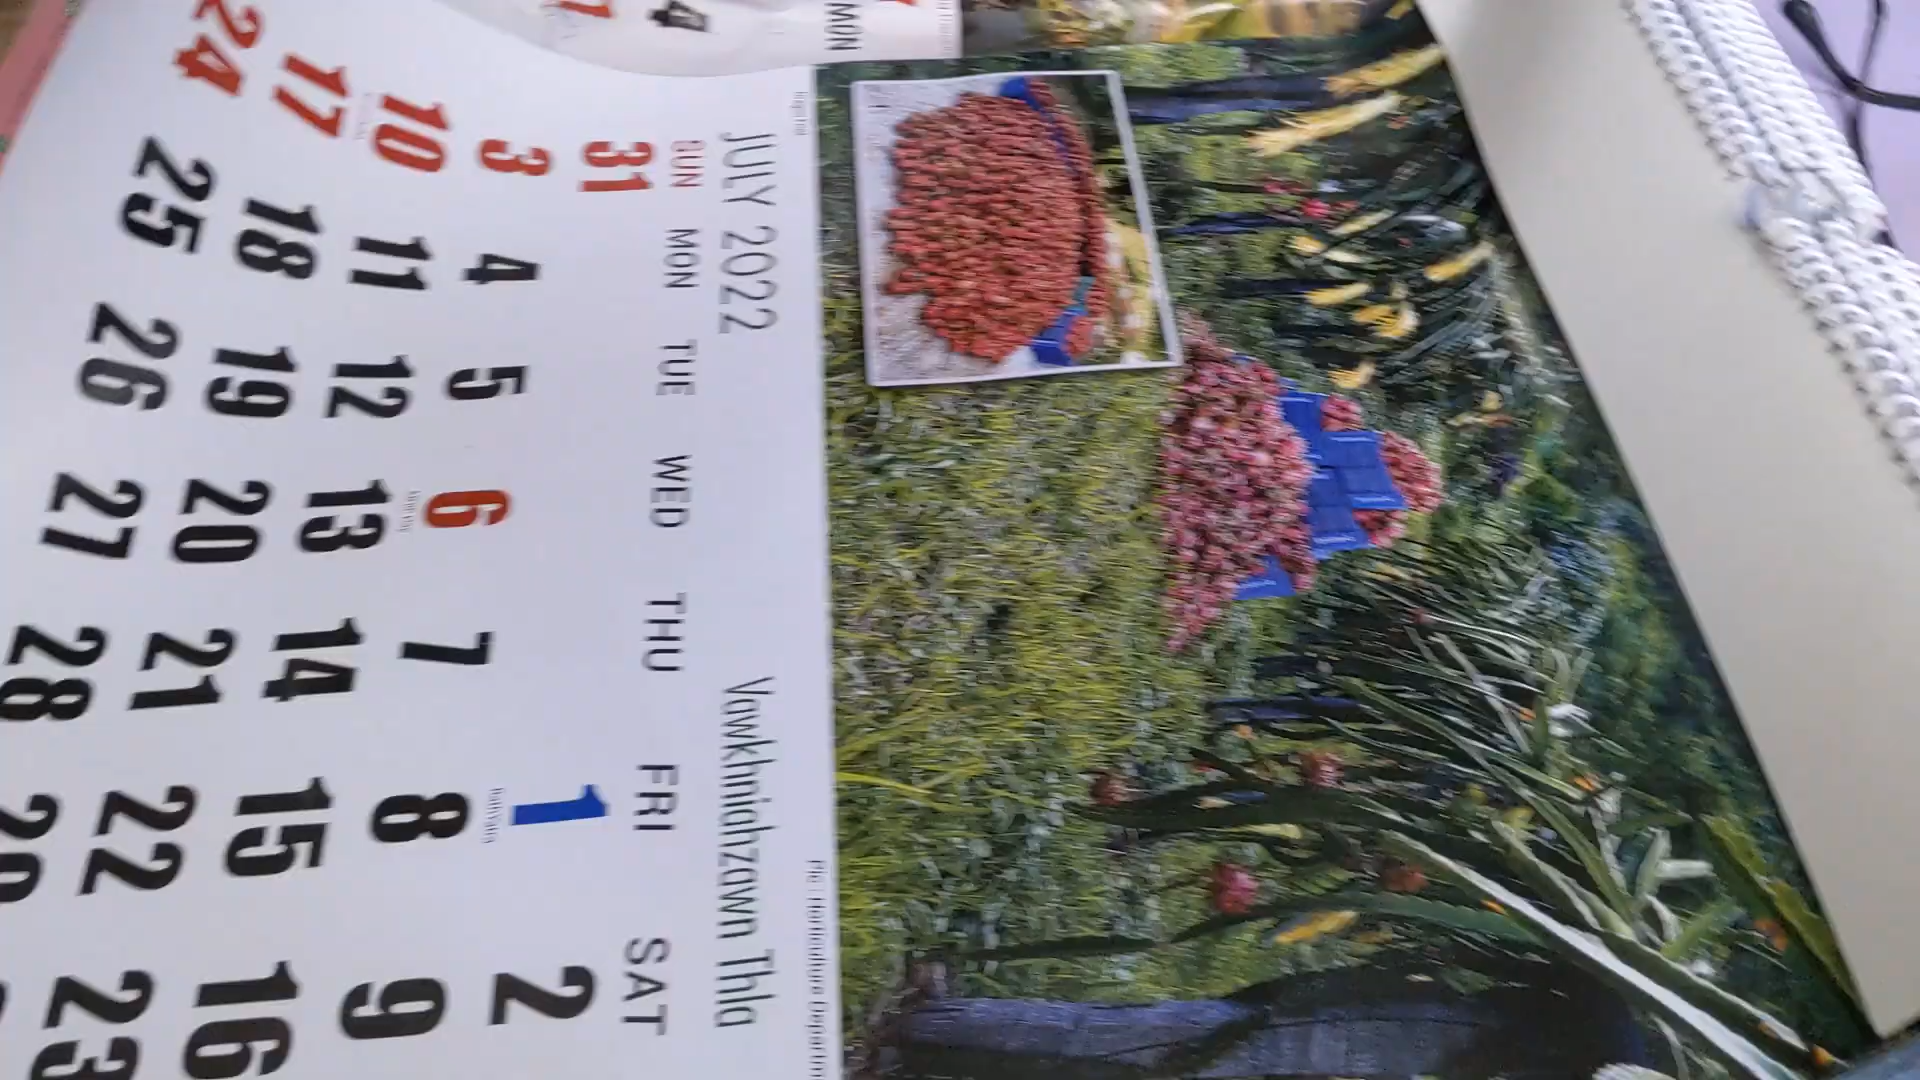 MON
4
JULY 2022 Vawkhniahzawn Thla
SUN MON TUE WED THU FRI SAT
31 1 2
3 4 5 6 7 8 9
10 11 12 13 14 15 16
17 18 19 20 21 22 23
24 25 26 27 28